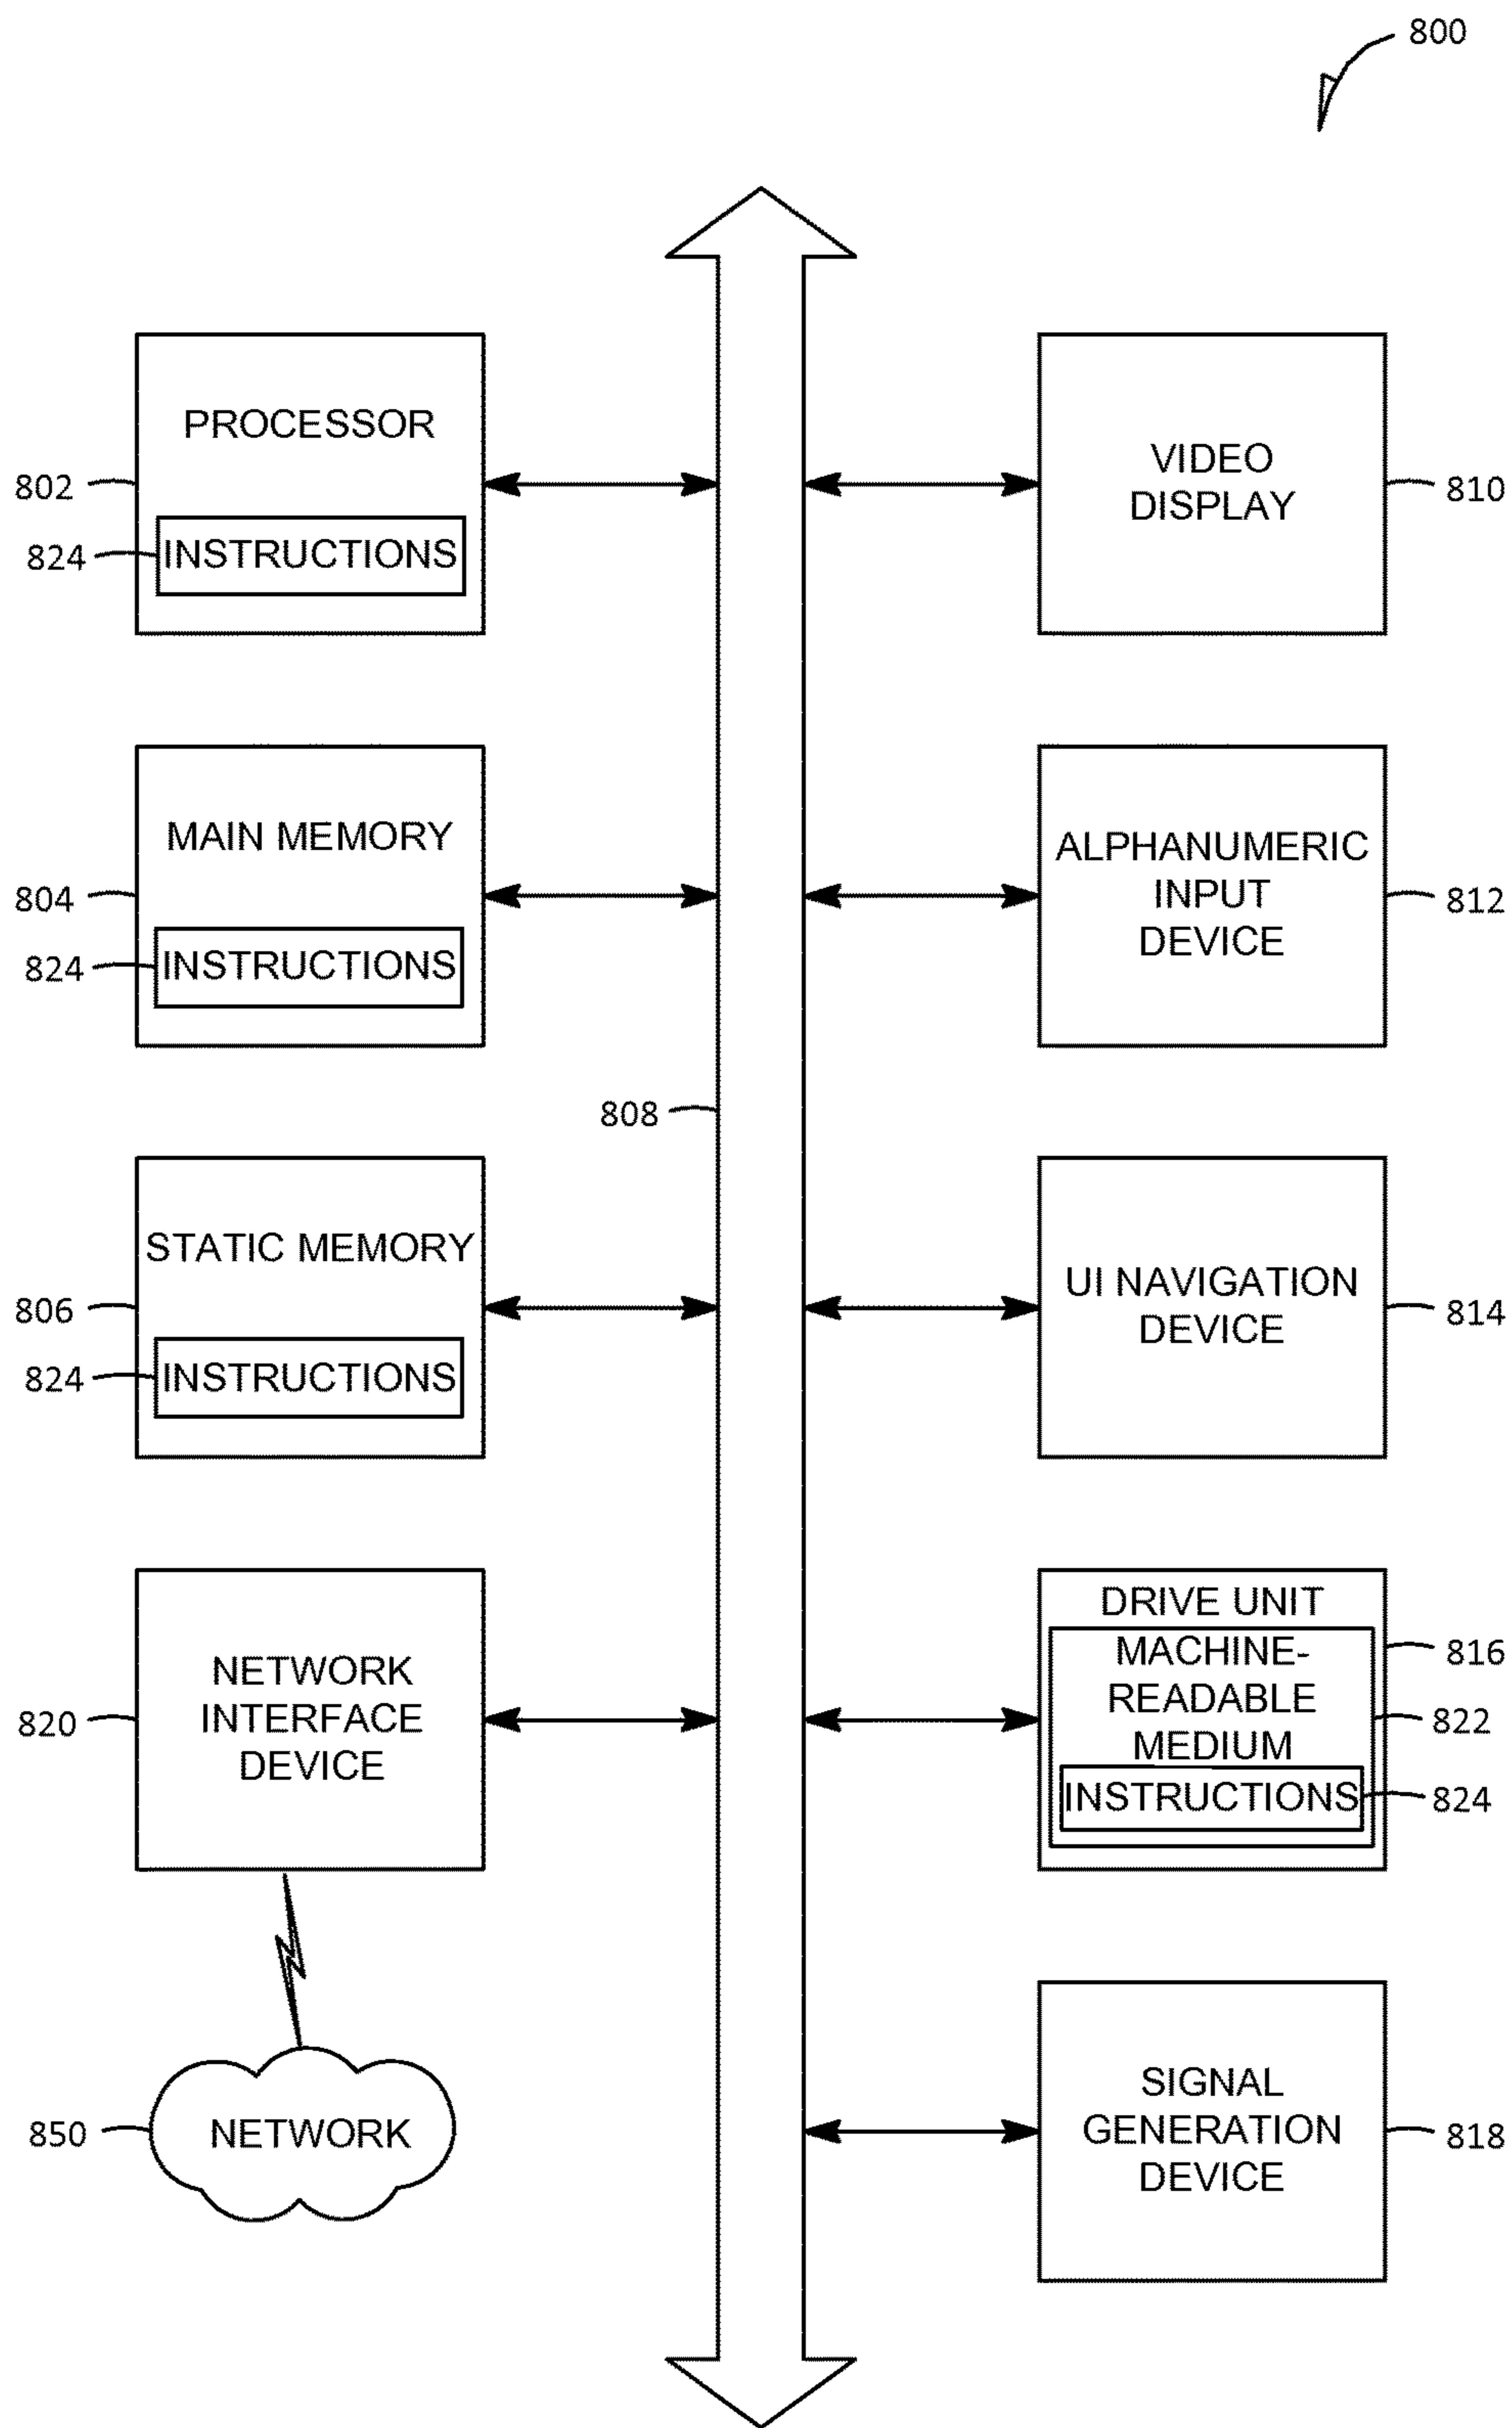 800
PROCESSOR
802
824
INSTRUCTIONS
VIDEO
DISPLAY
810
MAIN MEMORY
804
824
INSTRUCTIONS
ALPHANUMERIC
INPUT
DEVICE
812
808
STATIC MEMORY
806
824
INSTRUCTIONS
UI NAVIGATION
DEVICE
814
NETWORK
INTERFACE
DEVICE
820
DRIVE UNIT
816
MACHINE-
READABLE
MEDIUM
822
INSTRUCTIONS
824
NETWORK
850
SIGNAL
GENERATION
DEVICE
818